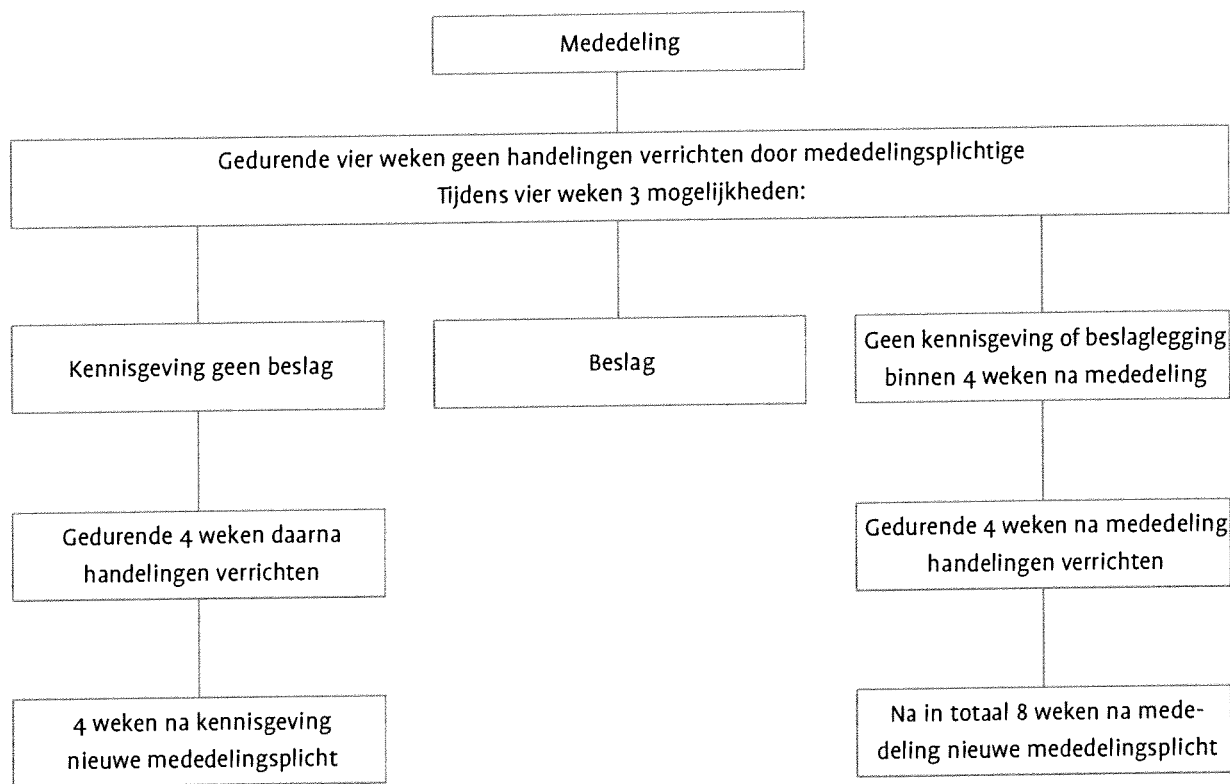 Mededeling
Gedurende vier weken geen handelingen verrichten door mededelingsplichtige
Tijdens vier weken 3 mogelijkheden:
Kennisgeving geen beslag
Beslag
Geen kennisgeving of beslaglegging
binnen 4 weken na mededeling
Gedurende 4 weken daarna
handelingen verrichten
Gedurende 4 weken na mededeling
handelingen verrichten
4 weken na kennisgeving
nieuwe mededelingsplicht
Na in totaal 8 weken na mede-
deling nieuwe mededelingsplicht